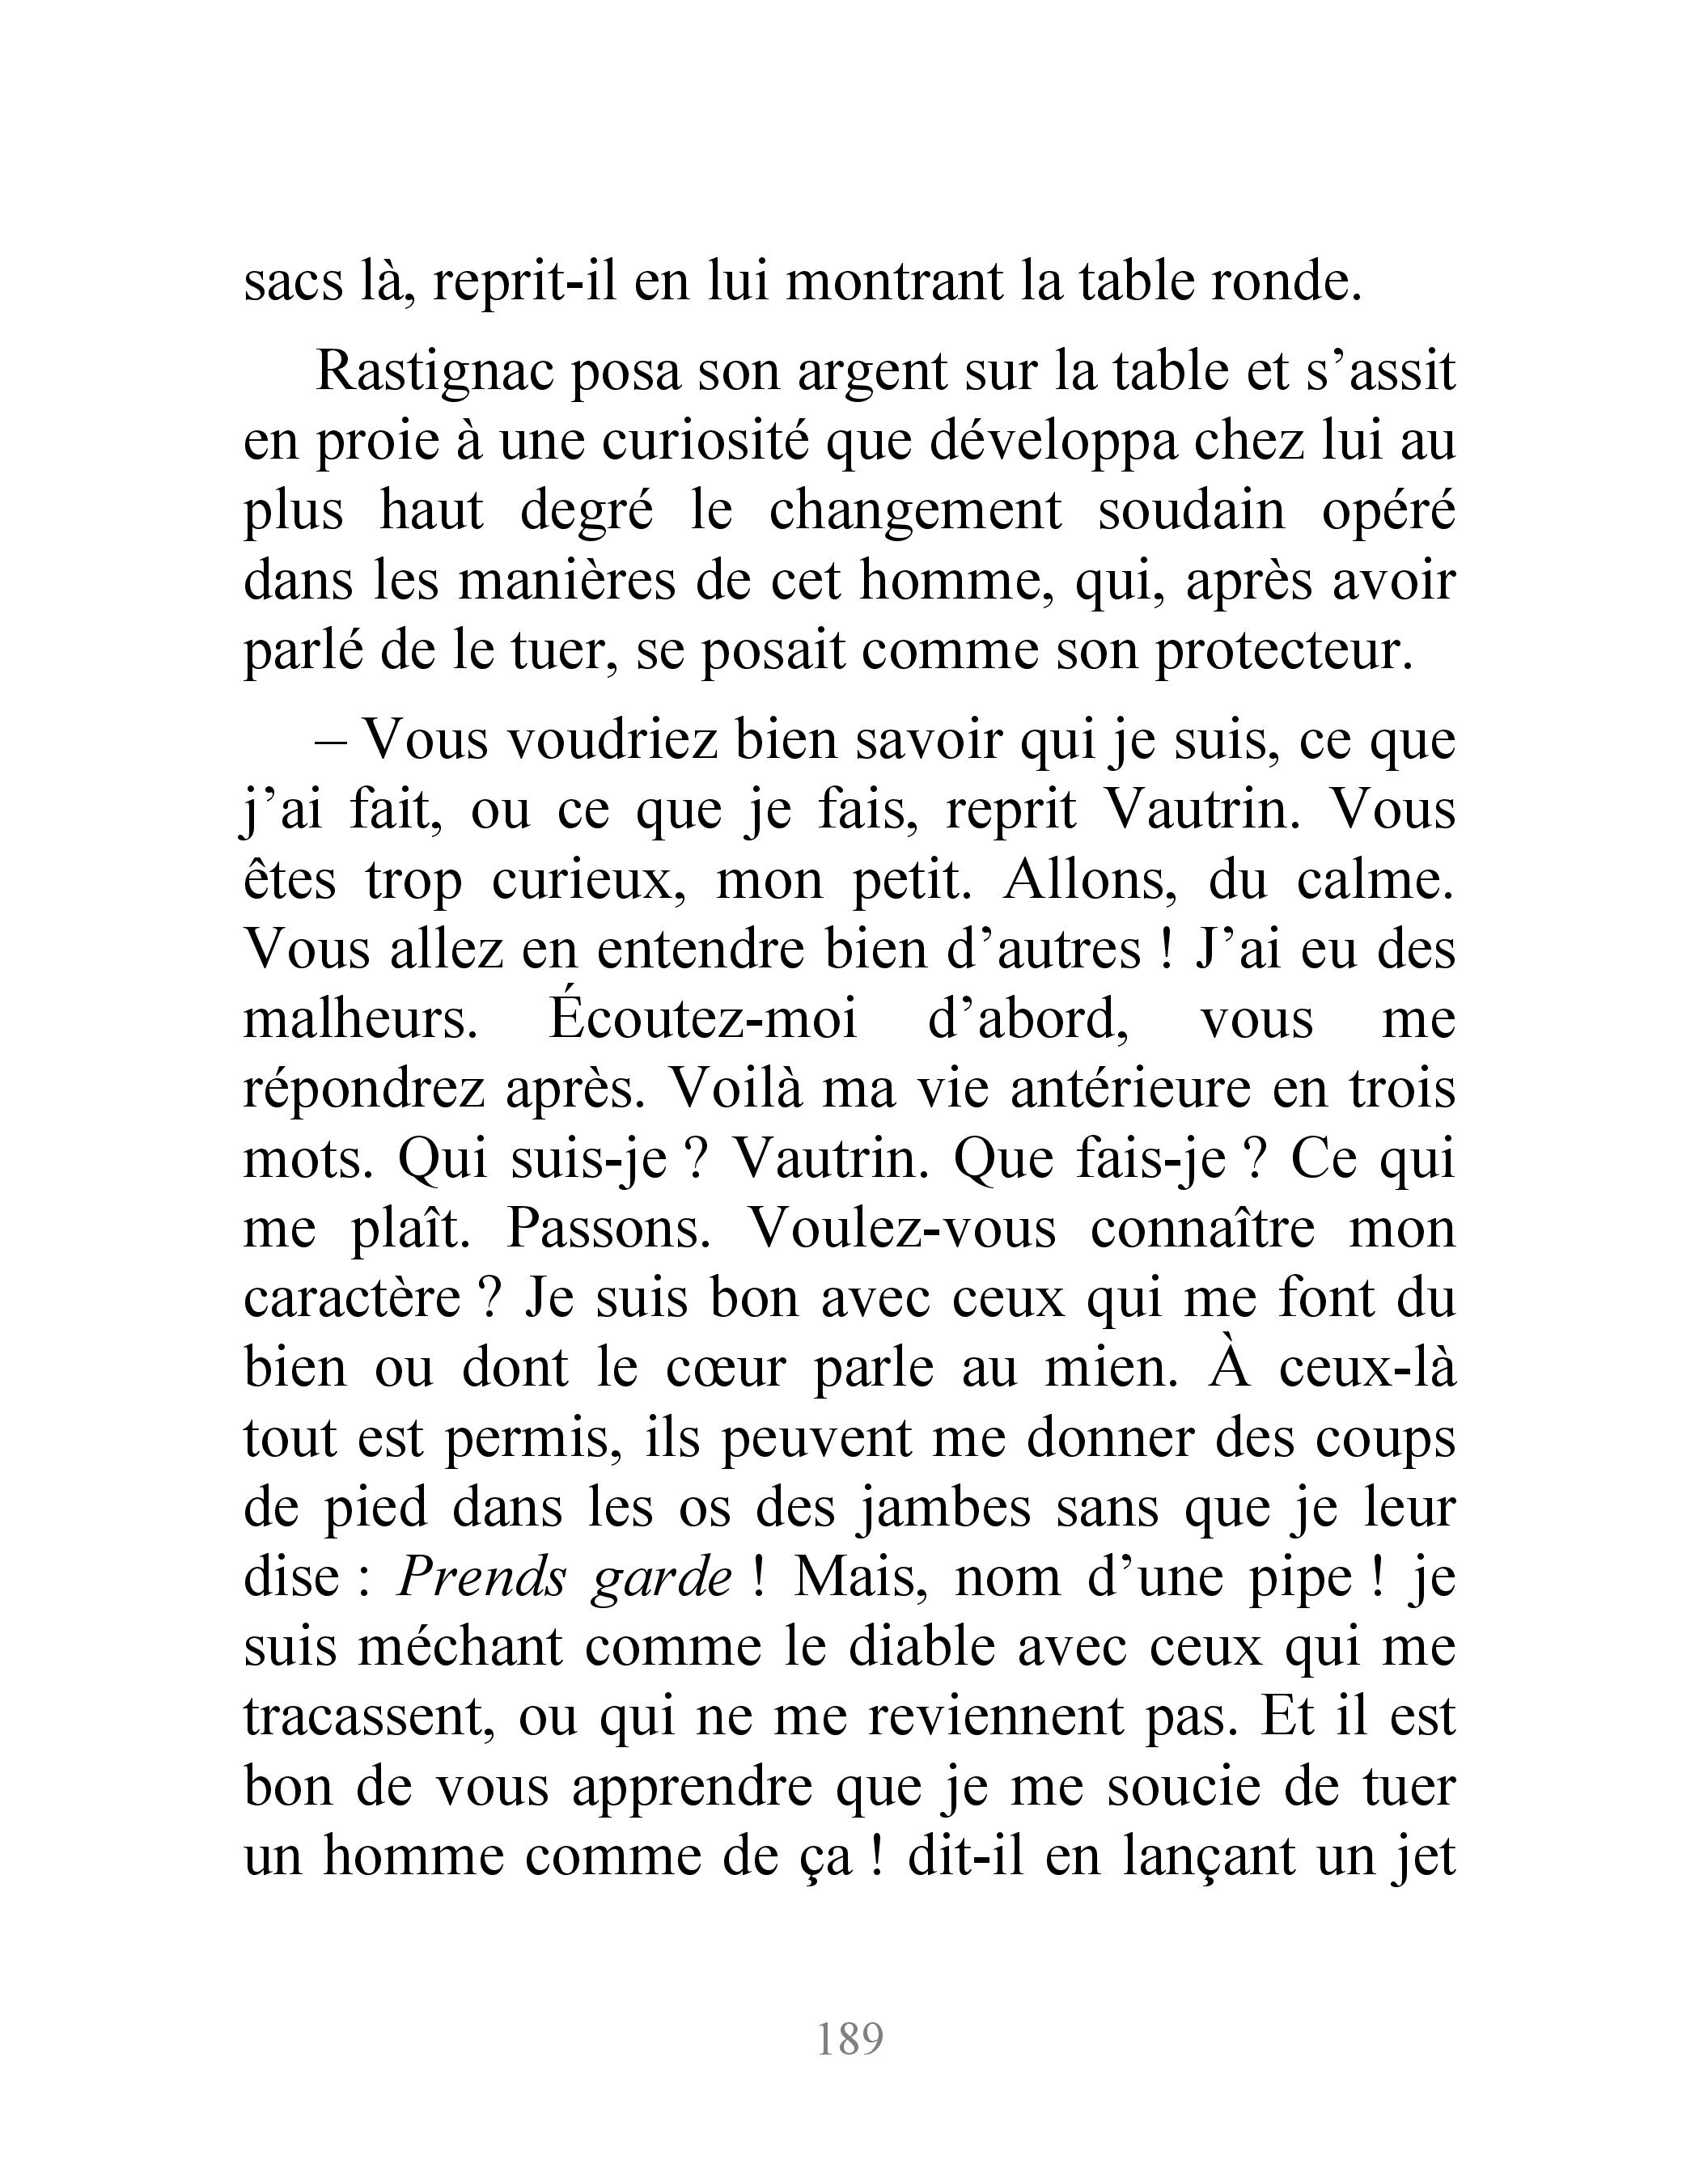 sacs là, reprit-il en lui montrant la table ronde.
Rastignac posa son argent sur la table et s’assit
en proie à une curiosité que développa chez lui au
plus haut degré le changement soudain opéré
dans les manières de cet homme, qui, après avoir
parlé de le tuer, se posait comme son protecteur.
– Vous voudriez bien savoir qui je suis, ce que
j’ai fait, ou ce que je fais, reprit Vautrin. Vous
êtes trop curieux, mon petit. Allons, du calme.
Vous allez en entendre bien d’autres ! J’ai eu des
malheurs. Écoutez-moi d’abord, vous me
répondrez après. Voilà ma vie antérieure en trois
mots. Qui suis-je ? Vautrin. Que fais-je ? Ce qui
me plaît. Passons. Voulez-vous connaître mon
caractère ? Je suis bon avec ceux qui me font du
bien ou dont le cœur parle au mien. À ceux-là
tout est permis, ils peuvent me donner des coups
de pied dans les os des jambes sans que je leur
dise : Prends garde ! Mais, nom d’une pipe ! je
suis méchant comme le diable avec ceux qui me
tracassent, ou qui ne me reviennent pas. Et il est
bon de vous apprendre que je me soucie de tuer
un homme comme de ça ! dit-il en lançant un jet
189